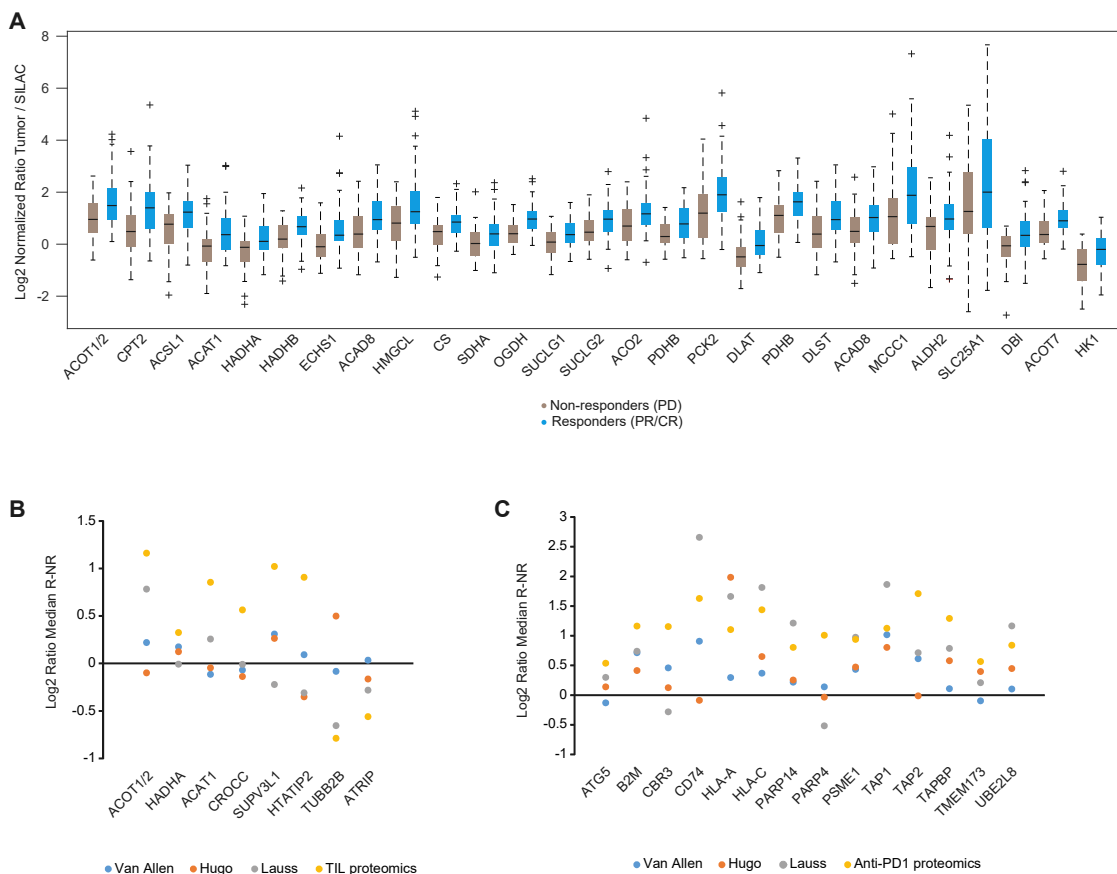 A
Log2 Normalized Ratio Tumor / SILAC
8
6
4
2
0
-2
ACOT1/2 CPT2 ACSL1 ACAT1 HADHA HADHB ECHS1 ACAD8 HMGCL CS SDHA OGDH SUCLG1 SUCLG2 ACO2 PDHB PCK2 DLAT PDHB DLST ACAD8 MCCC1 ALDH2 SLC25A1 DBI ACOT7 HK1
Non-responders (PD)
Responders (PR/CR)
B
Log2 Ratio Median R-NR
1.5
1
0.5
0
-0.5
-1
ACOT1/2 HADHA ACAT1 CROCC SUPV3L1 HTATIP2 TUBB2B ATRIP
Van Allen Hugo Lauss TIL proteomics
C
Log2 Ratio Median R-NR
3
2.5
2
1.5
1
0.5
0
-0.5
-1
ATG5 B2M CBR3 CD74 HLA-A HLA-C PARP14 PARP4 PSME1 TAP1 TAP2 TAPBP TMEM173 UBE2L8
Van Allen Hugo Lauss Anti-PD1 proteomics